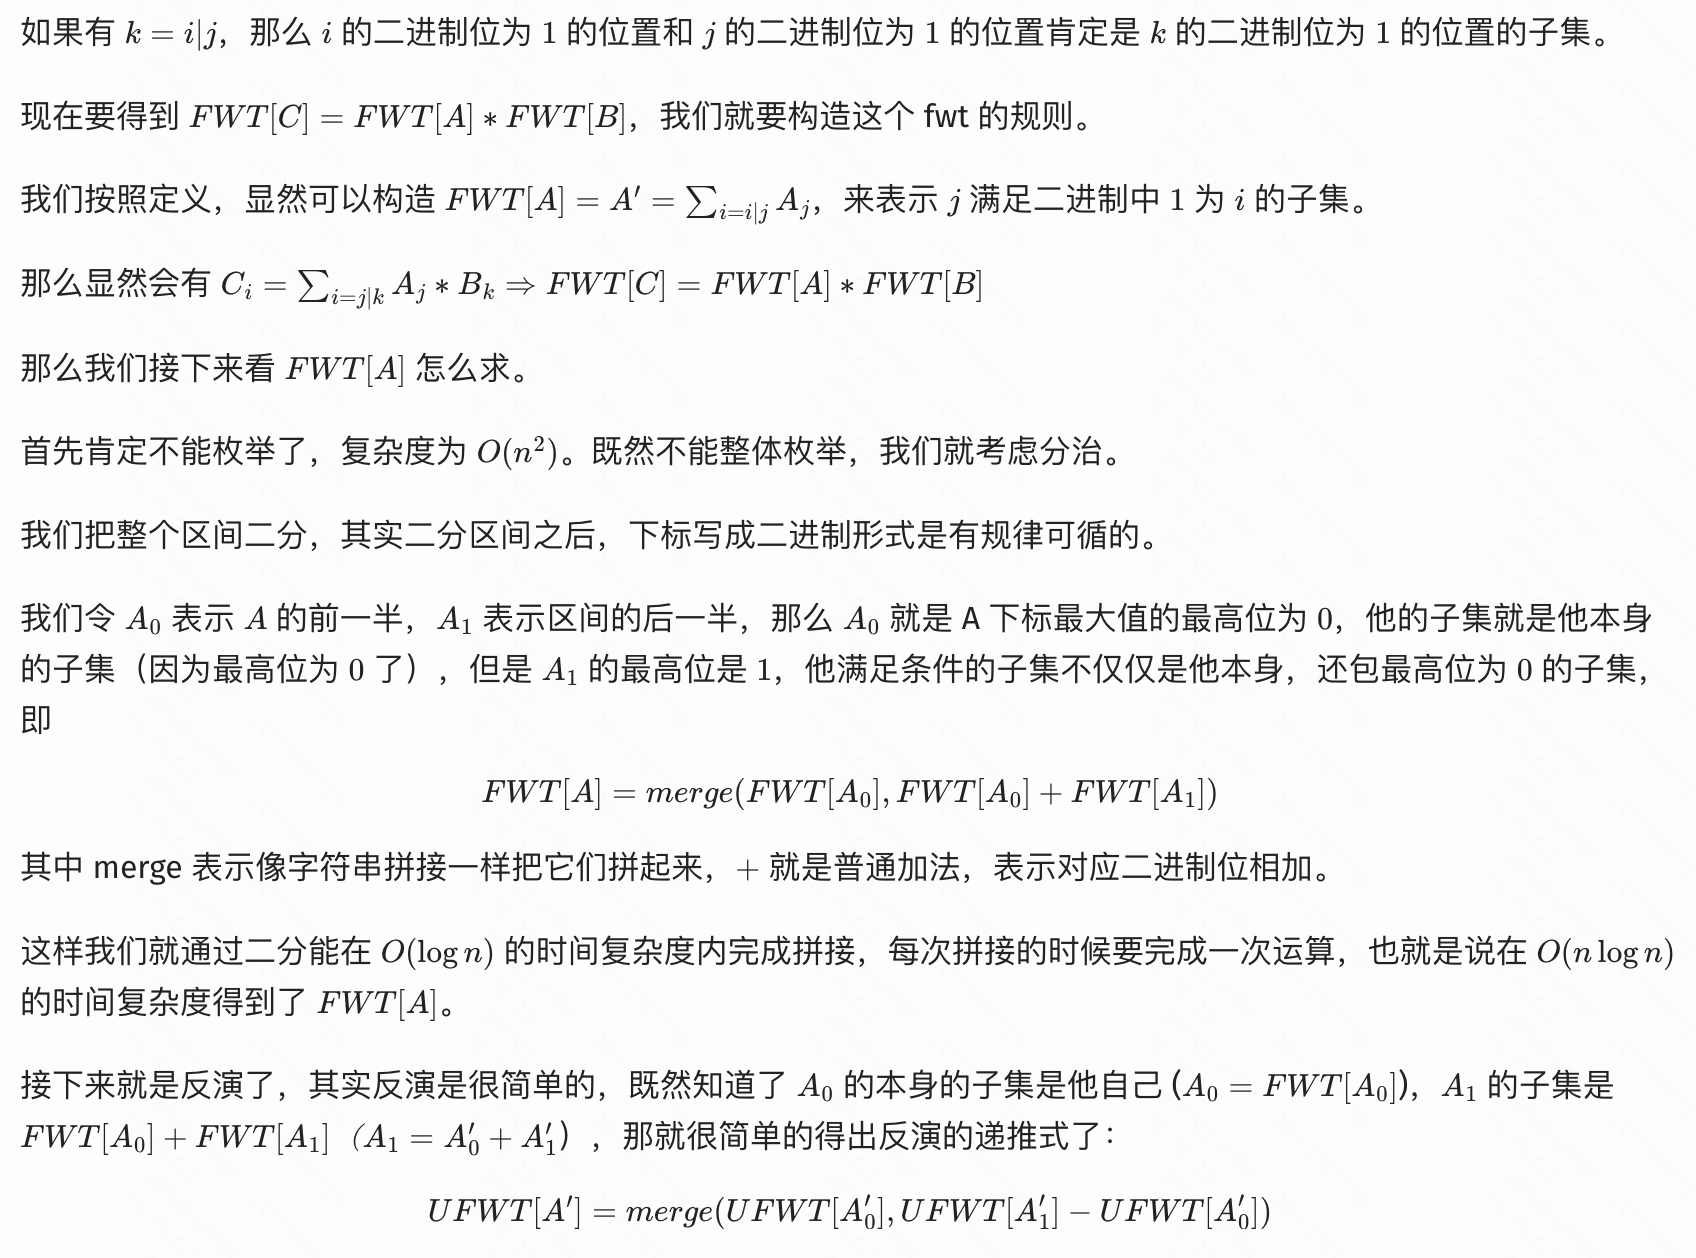 如果有 k = i|j，那么 i 的二进制位为 1 的位置和 j 的二进制位为 1 的位置肯定是 k 的二进制位为 1 的位置的子集。
现在要得到 FWT[C] = FWT[A] * FWT[B]，我们就要构造这个 fwt 的规则。
我们按照定义，显然可以构造 FWT[A] = A′ = ∑_{i=i|j} A_j，来表示 j 满足二进制中 1 为 i 的子集。
那么显然会有 C_i = ∑_{i=j|k} A_j * B_k ⇒ FWT[C] = FWT[A] * FWT[B]
那么我们接下来看 FWT[A] 怎么求。
首先肯定不能枚举了，复杂度为 O(n²)。既然不能整体枚举，我们就考虑分治。
我们把整个区间二分，其实二分区间之后，下标写成二进制形式是有规律可循的。
我们令 A_0 表示 A 的前一半，A_1 表示区间的后一半，那么 A_0 就是 A 下标最大值的最高位为 0，他的子集就是他本身
的子集（因为最高位为 0 了），但是 A_1 的最高位是 1，他满足条件的子集不仅仅是他本身，还包最高位为 0 的子集，
即
FWT[A] = merge(FWT[A_0], FWT[A_0] + FWT[A_1])
其中 merge 表示像字符串拼接一样把它们拼起来，+ 就是普通加法，表示对应二进制位相加。
这样我们就通过二分能在 O(log n) 的时间复杂度内完成拼接，每次拼接的时候要完成一次运算，也就是说在 O(n log n)
的时间复杂度得到了 FWT[A]。
接下来就是反演了，其实反演是很简单的，既然知道了 A_0 的本身的子集是他自己 (A_0 = FWT[A_0])，A_1 的子集是
FWT[A_0] + FWT[A_1]（A_1 = A_0′ + A_1′），那就很简单的得出反演的递推式了：
UFWT[A′] = merge(UFWT[A_0′], UFWT[A_1′] − UFWT[A_0′])